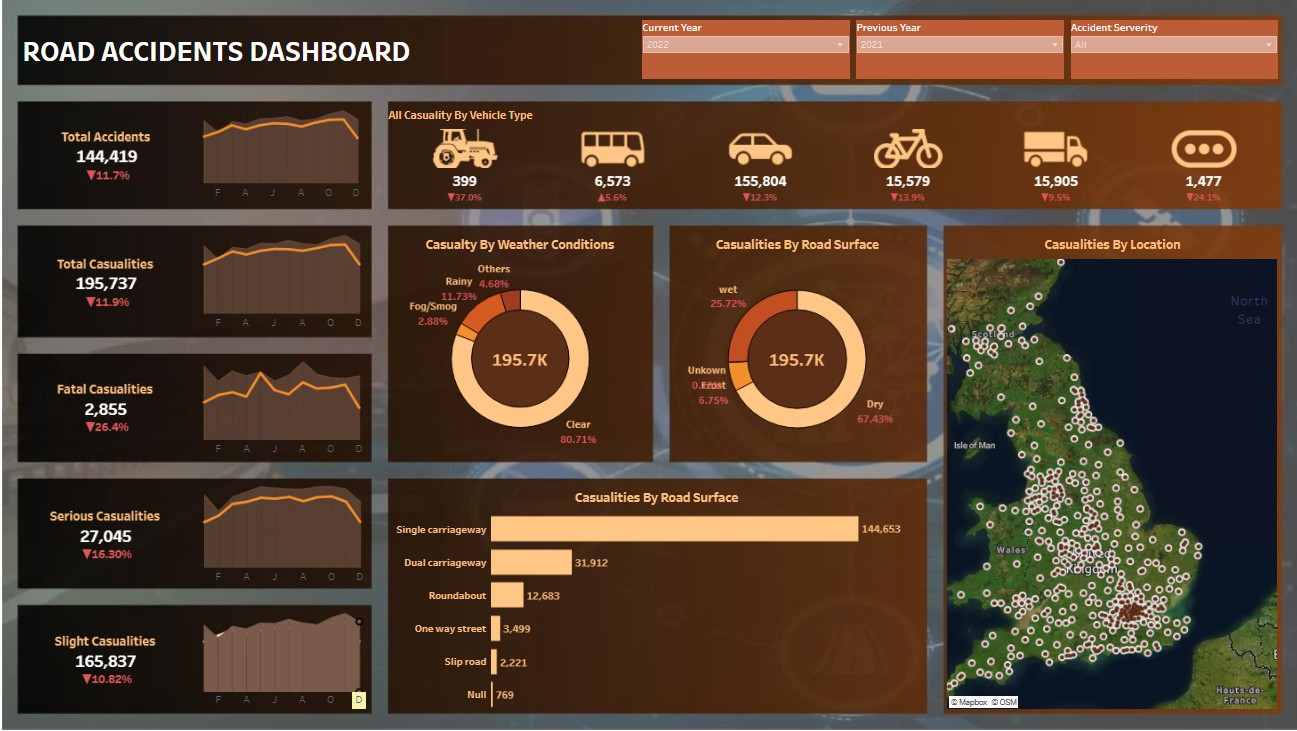 ROAD ACCIDENTS DASHBOARD
Current Year
2022
Previous Year
2021
Accident Serverity
All
Total Accidents
144,419
▼11.7%
F A J A O D
Total Casualities
195,737
▼11.9%
F A J A O D
Fatal Casualities
2,855
▼26.4%
F A J A O D
Serious Casualities
27,045
▼16.30%
F A J A O D
Slight Casualities
165,837
▼10.82%
F A J A O D
All Casuality By Vehicle Type
399
▼37.0%
6,573
▲5.6%
155,804
▼12.3%
15,579
▼13.9%
15,905
▼9.5%
1,477
▼24.1%
Casualty By Weather Conditions
Others
4.68%
Rainy
11.73%
Fog/Smog
2.88%
195.7K
Clear
80.71%
Casualities By Road Surface
wet
25.72%
Unkown
6.75%
195.7K
Dry
67.43%
Casualities By Road Surface
Single carriageway 144,653
Dual carriageway 31,912
Roundabout 12,683
One way street 3,499
Slip road 2,221
Null 769
Casualities By Location
North
Sea
Scotland
Isle of Man
Wales
United
Kingdom
Hauts-de-
France
© Mapbox © OSM